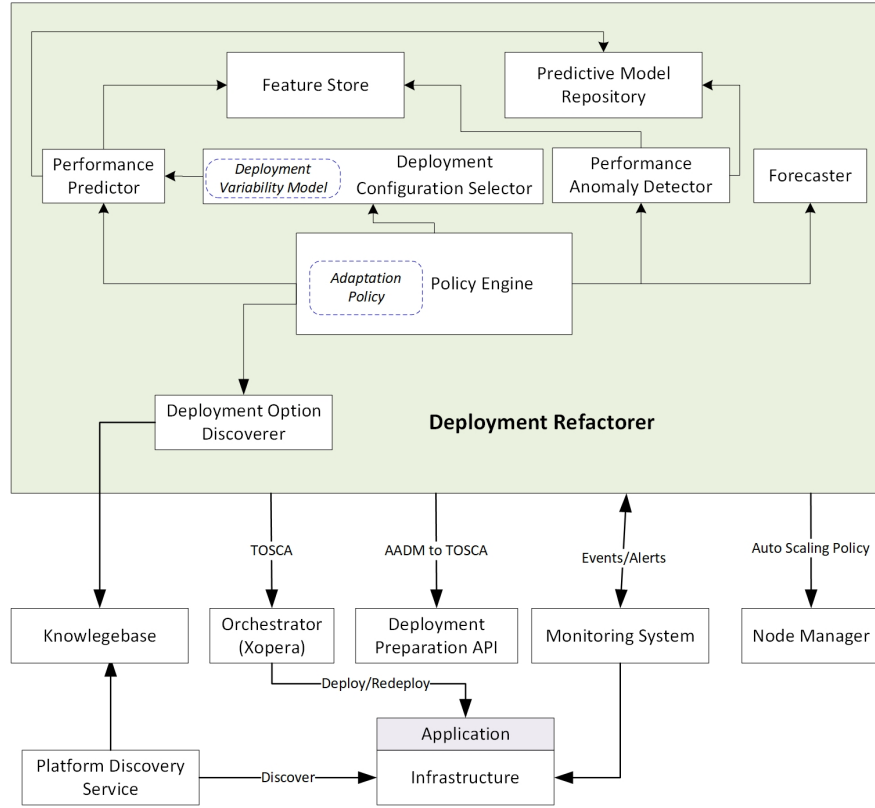 Feature Store
Predictive Model
Repository
Performance
Predictor
Deployment
Variability Model
Deployment
Configuration Selector
Performance
Anomaly Detector
Forecaster
Adaptation
Policy
Policy Engine
Deployment Option
Discoverer
Deployment Refactorer
TOSCA
AADM to TOSCA
Events/Alerts
Auto Scaling Policy
Knowlegebase
Orchestrator
(Xopera)
Deployment
Preparation API
Monitoring System
Node Manager
Deploy/Redeploy
Application
Platform Discovery
Service
Discover
Infrastructure